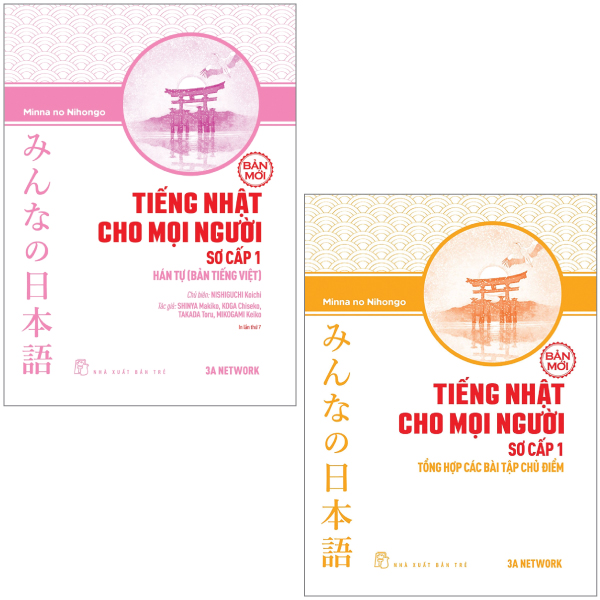 Minna no Nihongo
みんなの日本語
BẢN MỚI
TIẾNG NHẬT
CHO MỌI NGƯỜI
SƠ CẤP 1
HÁN TỰ (BẢN TIẾNG VIỆT)
Chủ biên: NISHIGUCHI Koichi
Tác giả: SHINYA Makiko, KOGA Chiseko,
TAKADA Toru, MIKOGAMI Keiko
In lần thứ 7
NHÀ XUẤT BẢN TRẺ
3A NETWORK
Minna no Nihongo
みんなの日本語
BẢN MỚI
TIẾNG NHẬT
CHO MỌI NGƯỜI
SƠ CẤP 1
TỔNG HỢP CÁC BÀI TẬP CHỦ ĐIỂM
NHÀ XUẤT BẢN TRẺ
3A NETWORK